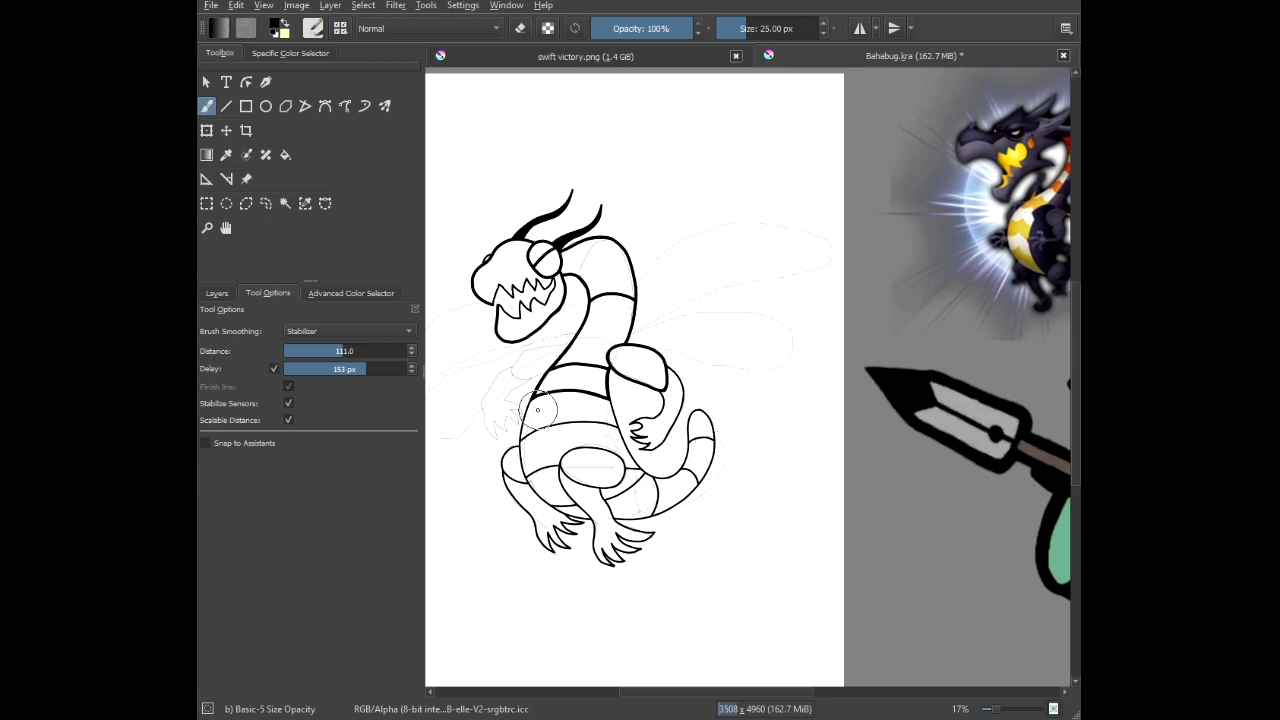 File Edit View Image Layer Select Filter Tools Settings Window Help
Normal Opacity: 100% Size: 25.00 px
Toolbox Specific Color Selector swift victory.png (1.4 GiB) Bahabug.kra (162.7 MiB) *
Layers Tool Options Advanced Color Selector
Tool Options
Brush Smoothing: Stabilizer
Distance: 111.0
Delay: 153 px
Finish line:
Stabilize Sensors:
Scalable Distance:
Snap to Assistants
b) Basic-5 Size Opacity RGB/Alpha (8-bit inte...B-elle-V2-srgbtrc.icc 3508 x 4960 (162.7 MiB) 17%